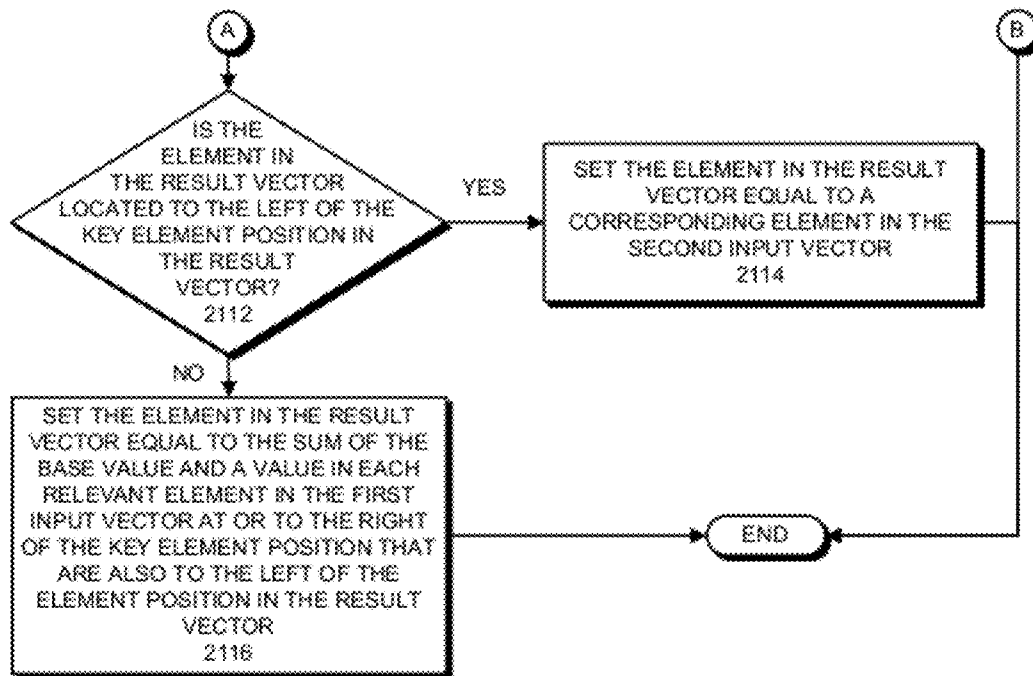 A
B
IS THE
ELEMENT IN
THE RESULT VECTOR
LOCATED TO THE LEFT OF THE
KEY ELEMENT POSITION IN
THE RESULT
VECTOR?
2112
YES
SET THE ELEMENT IN THE RESULT
VECTOR EQUAL TO A
CORRESPONDING ELEMENT IN THE
SECOND INPUT VECTOR
2114
NO
SET THE ELEMENT IN THE RESULT
VECTOR EQUAL TO THE SUM OF THE
BASE VALUE AND A VALUE IN EACH
RELEVANT ELEMENT IN THE FIRST
INPUT VECTOR AT OR TO THE RIGHT
OF THE KEY ELEMENT POSITION THAT
ARE ALSO TO THE LEFT OF THE
ELEMENT POSITION IN THE RESULT
VECTOR
2116
END